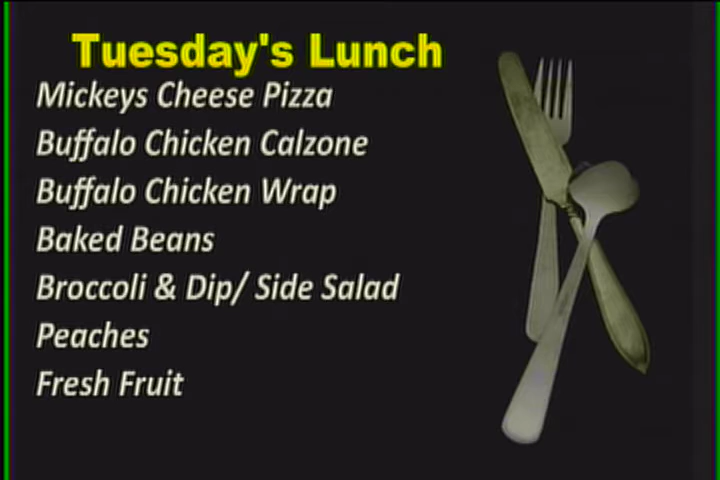 Tuesday's Lunch
Mickeys Cheese Pizza
Buffalo Chicken Calzone
Buffalo Chicken Wrap
Baked Beans
Broccoli & Dip/ Side Salad
Peaches
Fresh Fruit